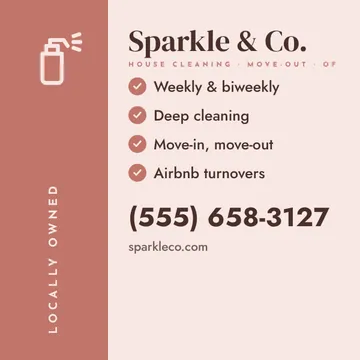 Sparkle & Co.
HOUSE CLEANING · MOVE-OUT · OF
Weekly & biweekly
Deep cleaning
Move-in, move-out
Airbnb turnovers
(555) 658-3127
sparkleco.com
LOCALLY OWNED